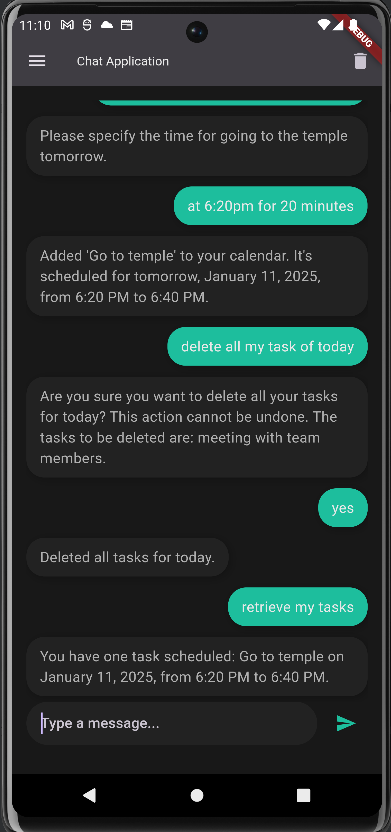 11:10
DEBUG
Chat Application
Please specify the time for going to the temple
tomorrow.
at 6:20pm for 20 minutes
Added 'Go to temple' to your calendar. It's
scheduled for tomorrow, January 11, 2025,
from 6:20 PM to 6:40 PM.
delete all my task of today
Are you sure you want to delete all your tasks
for today? This action cannot be undone. The
tasks to be deleted are: meeting with team
members.
yes
Deleted all tasks for today.
retrieve my tasks
You have one task scheduled: Go to temple on
January 11, 2025, from 6:20 PM to 6:40 PM.
Type a message...